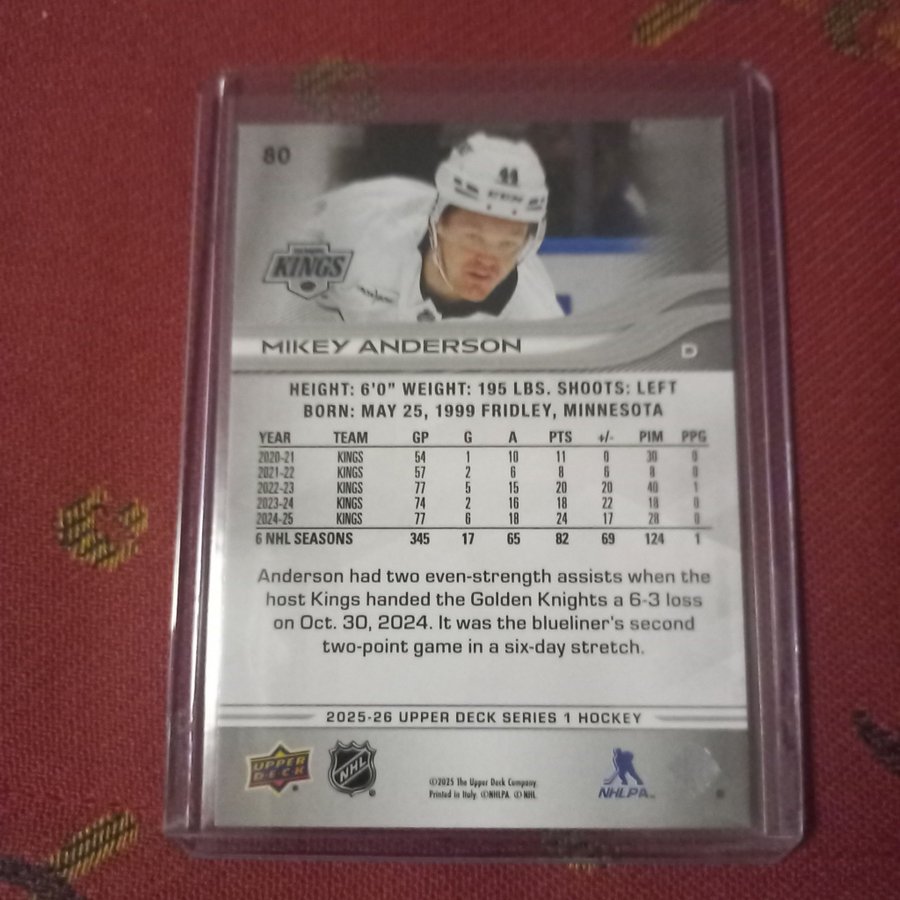 80
44
KINGS
MIKEY ANDERSON
D
HEIGHT: 6'0" WEIGHT: 195 LBS. SHOOTS: LEFT
BORN: MAY 25, 1999 FRIDLEY, MINNESOTA
YEAR TEAM GP G A PTS +/- PIM PPG
2020-21 KINGS 54 1 10 11 0 30 0
2021-22 KINGS 57 2 6 8 6 8 0
2022-23 KINGS 77 5 15 20 20 40 1
2023-24 KINGS 74 2 16 18 22 18 0
2024-25 KINGS 77 6 18 24 17 28 0
6 NHL SEASONS 345 17 65 82 69 124 1
Anderson had two even-strength assists when the
host Kings handed the Golden Knights a 6-3 loss
on Oct. 30, 2024. It was the blueliner's second
two-point game in a six-day stretch.
2025-26 UPPER DECK SERIES 1 HOCKEY
UPPER DECK
NHL
©2025 The Upper Deck Company.
Printed in Italy. ©NHLPA. © NHL
NHLPA